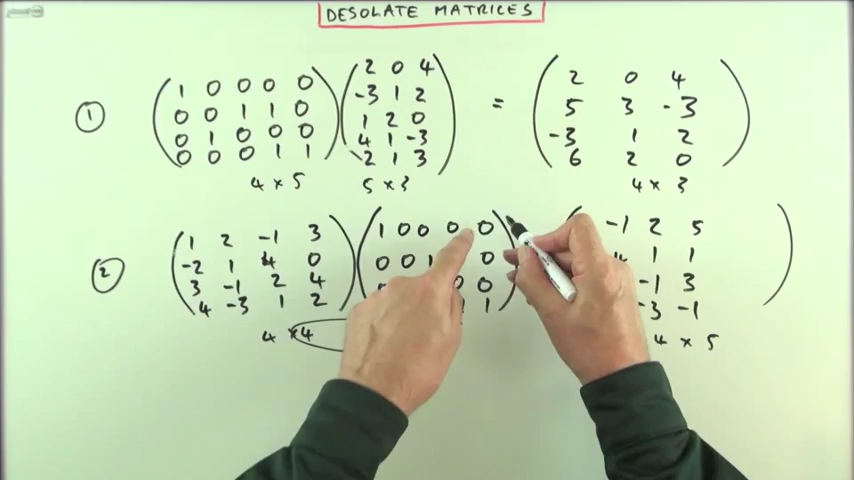 DESOLATE MATRICES
① (1 0 0 0 0) (2 0 4) = (2 0 4)
0 0 1 1 0 -3 1 2 5 3 -3
0 1 0 0 0 1 2 0 -3 1 2
0 0 0 1 1 4 1 -3 6 2 0
-2 1 3
4 x 5 5 x 3 4 x 3
② (1 2 -1 3) (1 0 0 0 0) ( -1 2 5
-2 1 4 0 0 0 1 0 1 1
3 -1 2 4 0 0 -1 3
4 -3 1 2 1 -3 -1
4 x 4 4 x 5